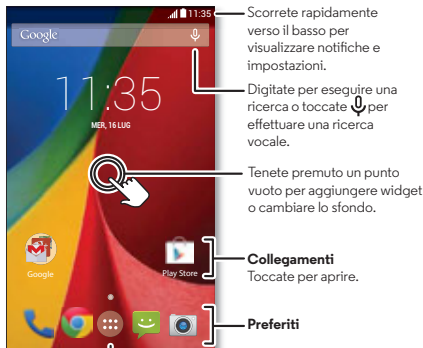 11:35
Google
11:35
MER, 16 LUG
Google
Play Store
Scorrete rapidamente
verso il basso per
visualizzare notifiche e
impostazioni.
Digitate per eseguire una
ricerca o toccate per
effettuare una ricerca
vocale.
Tenete premuto un punto
vuoto per aggiungere widget
o cambiare lo sfondo.
Collegamenti
Toccate per aprire.
Preferiti